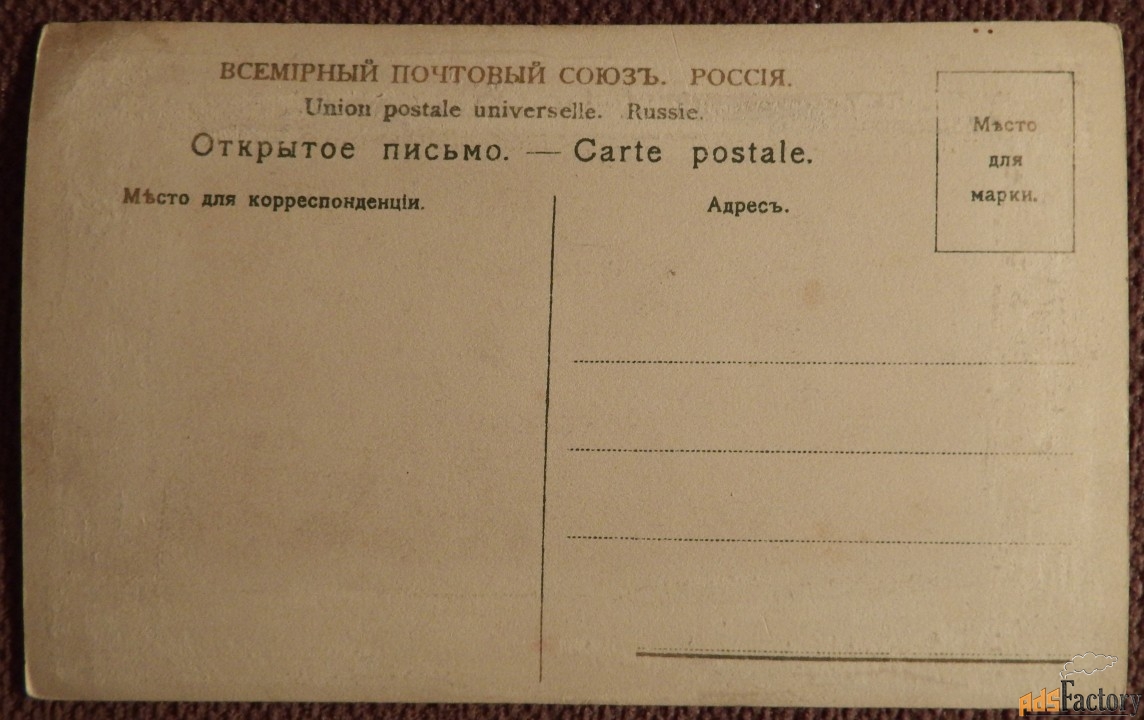 ВСЕМІРНЫЙ ПОЧТОВЫЙ СОЮЗЪ. РОССІЯ.
Union postale universelle. Russie.
Открытое письмо. — Carte postale.
Мѣсто для корреспонденціи.
Адресъ.
Мѣсто
для
марки.
adsFactory